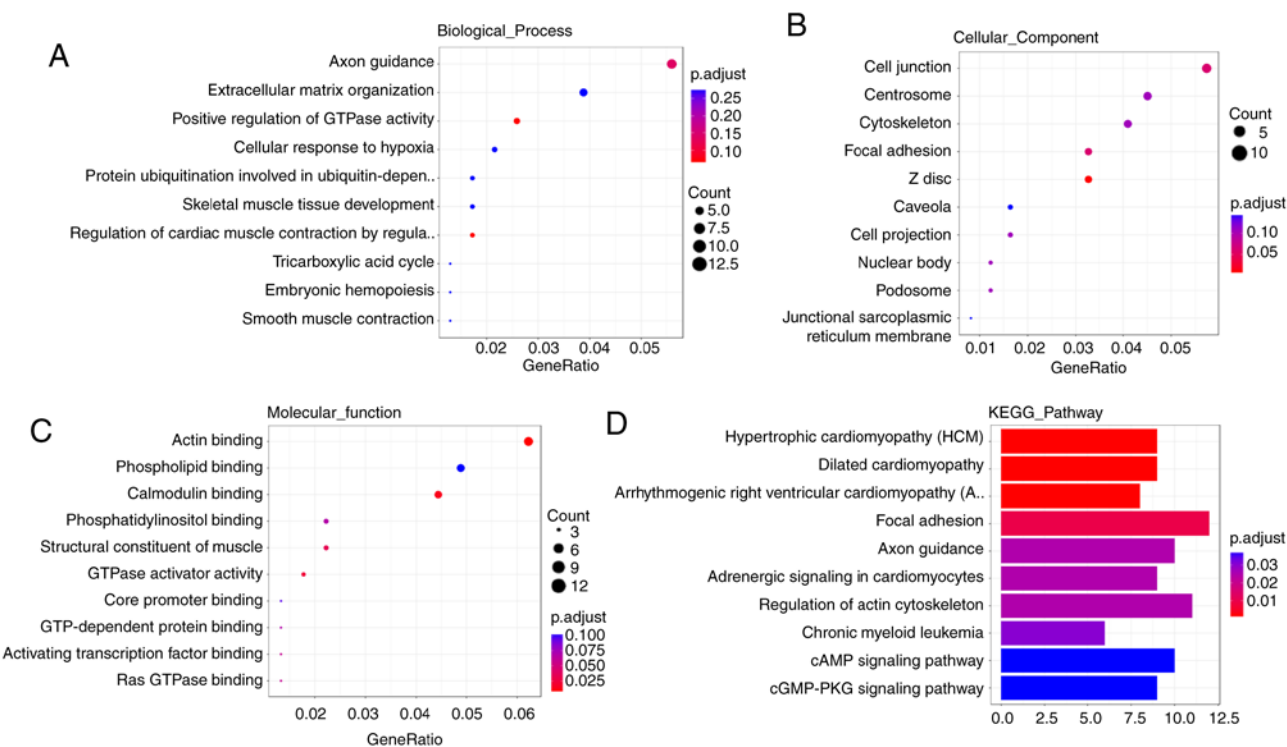 A
Biological_Process
Axon guidance
Extracellular matrix organization
Positive regulation of GTPase activity
Cellular response to hypoxia
Protein ubiquitination involved in ubiquitin-depen..
Skeletal muscle tissue development
Regulation of cardiac muscle contraction by regula..
Tricarboxylic acid cycle
Embryonic hemopoiesis
Smooth muscle contraction
0.02 0.03 0.04 0.05
GeneRatio
p.adjust
0.25
0.20
0.15
0.10
Count
5.0
7.5
10.0
12.5
B
Cellular_Component
Cell junction
Centrosome
Cytoskeleton
Focal adhesion
Z disc
Caveola
Cell projection
Nuclear body
Podosome
Junctional sarcoplasmic
reticulum membrane
0.01 0.02 0.03 0.04 0.05
GeneRatio
Count
5
10
p.adjust
0.10
0.05
C
Molecular_function
Actin binding
Phospholipid binding
Calmodulin binding
Phosphatidylinositol binding
Structural constituent of muscle
GTPase activator activity
Core promoter binding
GTP-dependent protein binding
Activating transcription factor binding
Ras GTPase binding
0.02 0.03 0.04 0.05 0.06
GeneRatio
Count
3
6
9
12
p.adjust
0.100
0.075
0.050
0.025
D
KEGG_Pathway
Hypertrophic cardiomyopathy (HCM)
Dilated cardiomyopathy
Arrhythmogenic right ventricular cardiomyopathy (A..
Focal adhesion
Axon guidance
Adrenergic signaling in cardiomyocytes
Regulation of actin cytoskeleton
Chronic myeloid leukemia
cAMP signaling pathway
cGMP-PKG signaling pathway
0.0 2.5 5.0 7.5 10.0 12.5
p.adjust
0.03
0.02
0.01